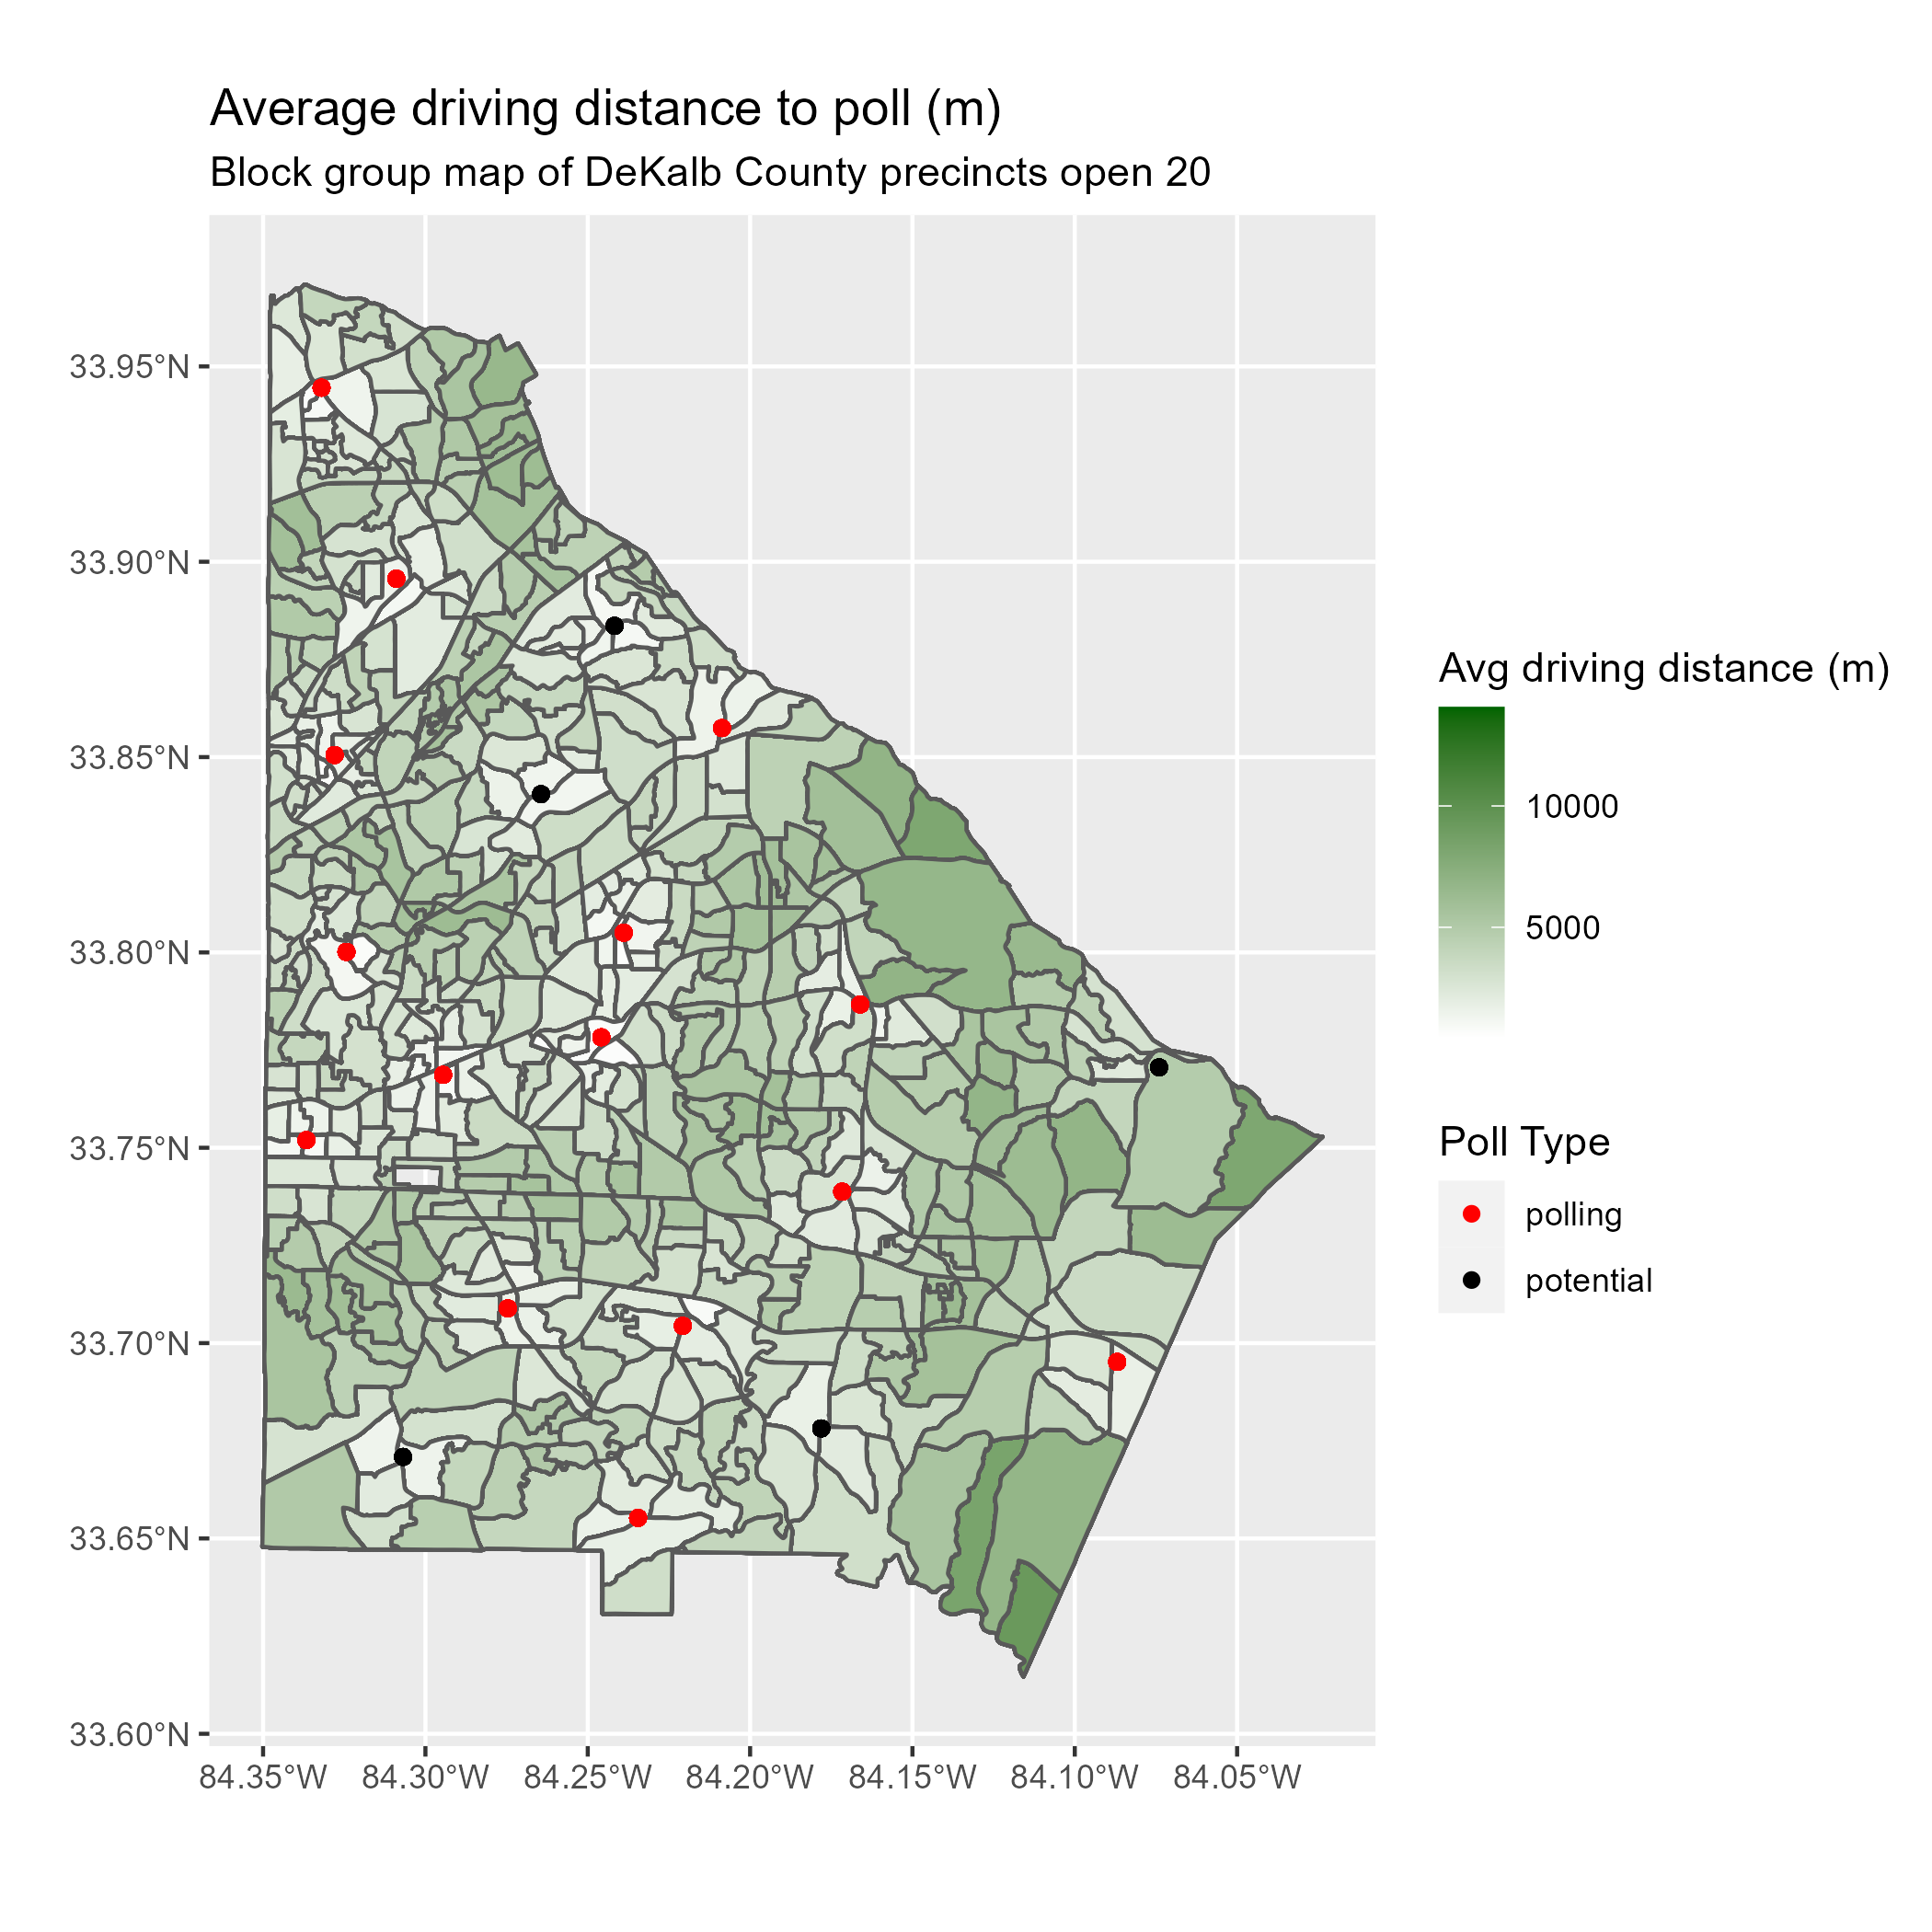 Average driving distance to poll (m)
Block group map of DeKalb County precincts open 20
33.95°N
33.90°N
33.85°N
33.80°N
33.75°N
33.70°N
33.65°N
33.60°N
84.35°W
84.30°W
84.25°W
84.20°W
84.15°W
84.10°W
84.05°W
Avg driving distance (m)
10000
5000
Poll Type
polling
potential